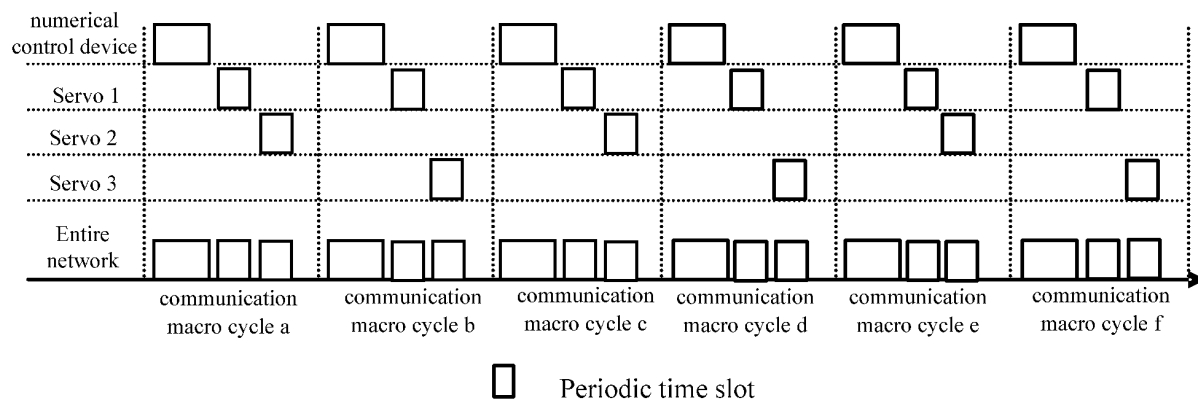 numerical
control device
Servo 1
Servo 2
Servo 3
Entire
network
communication
macro cycle a
communication
macro cycle b
communication
macro cycle c
communication
macro cycle d
communication
macro cycle e
communication
macro cycle f
Periodic time slot